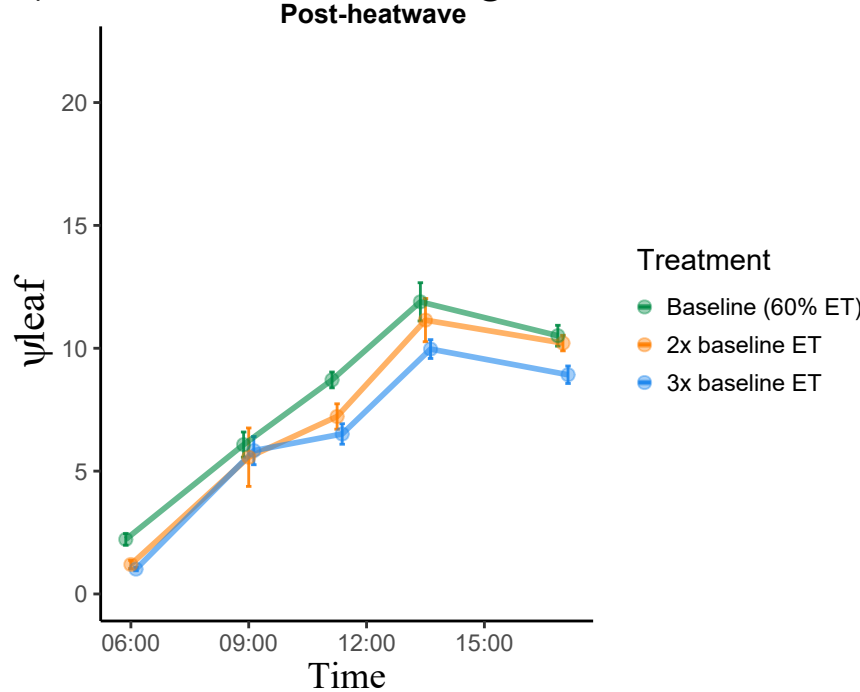 Post-heatwave
20
15
10
5
0
ψleaf
06:00 09:00 12:00 15:00
Time
Treatment
Baseline (60% ET)
2x baseline ET
3x baseline ET